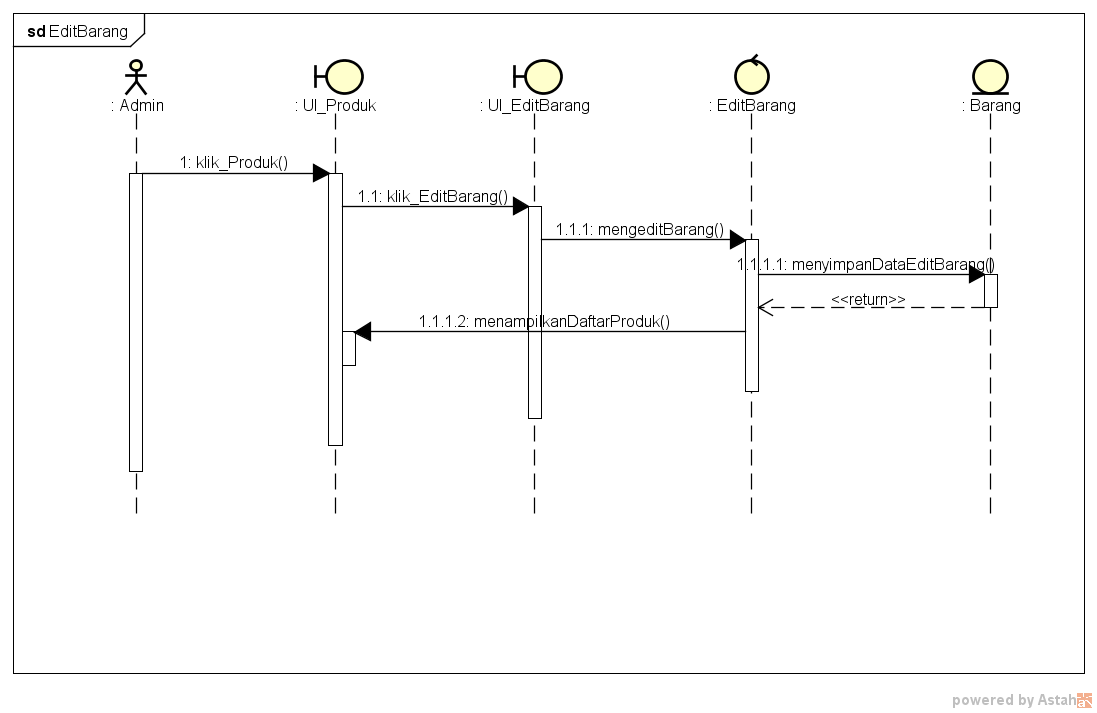 sd EditBarang
: Admin
: UI_Produk
: UI_EditBarang
: EditBarang
: Barang
1: klik_Produk()
1.1: klik_EditBarang()
1.1.1: mengeditBarang()
1.1.1.1: menyimpanDataEditBarang()
<<return>>
1.1.1.2: menampilkanDaftarProduk()
powered by Astah